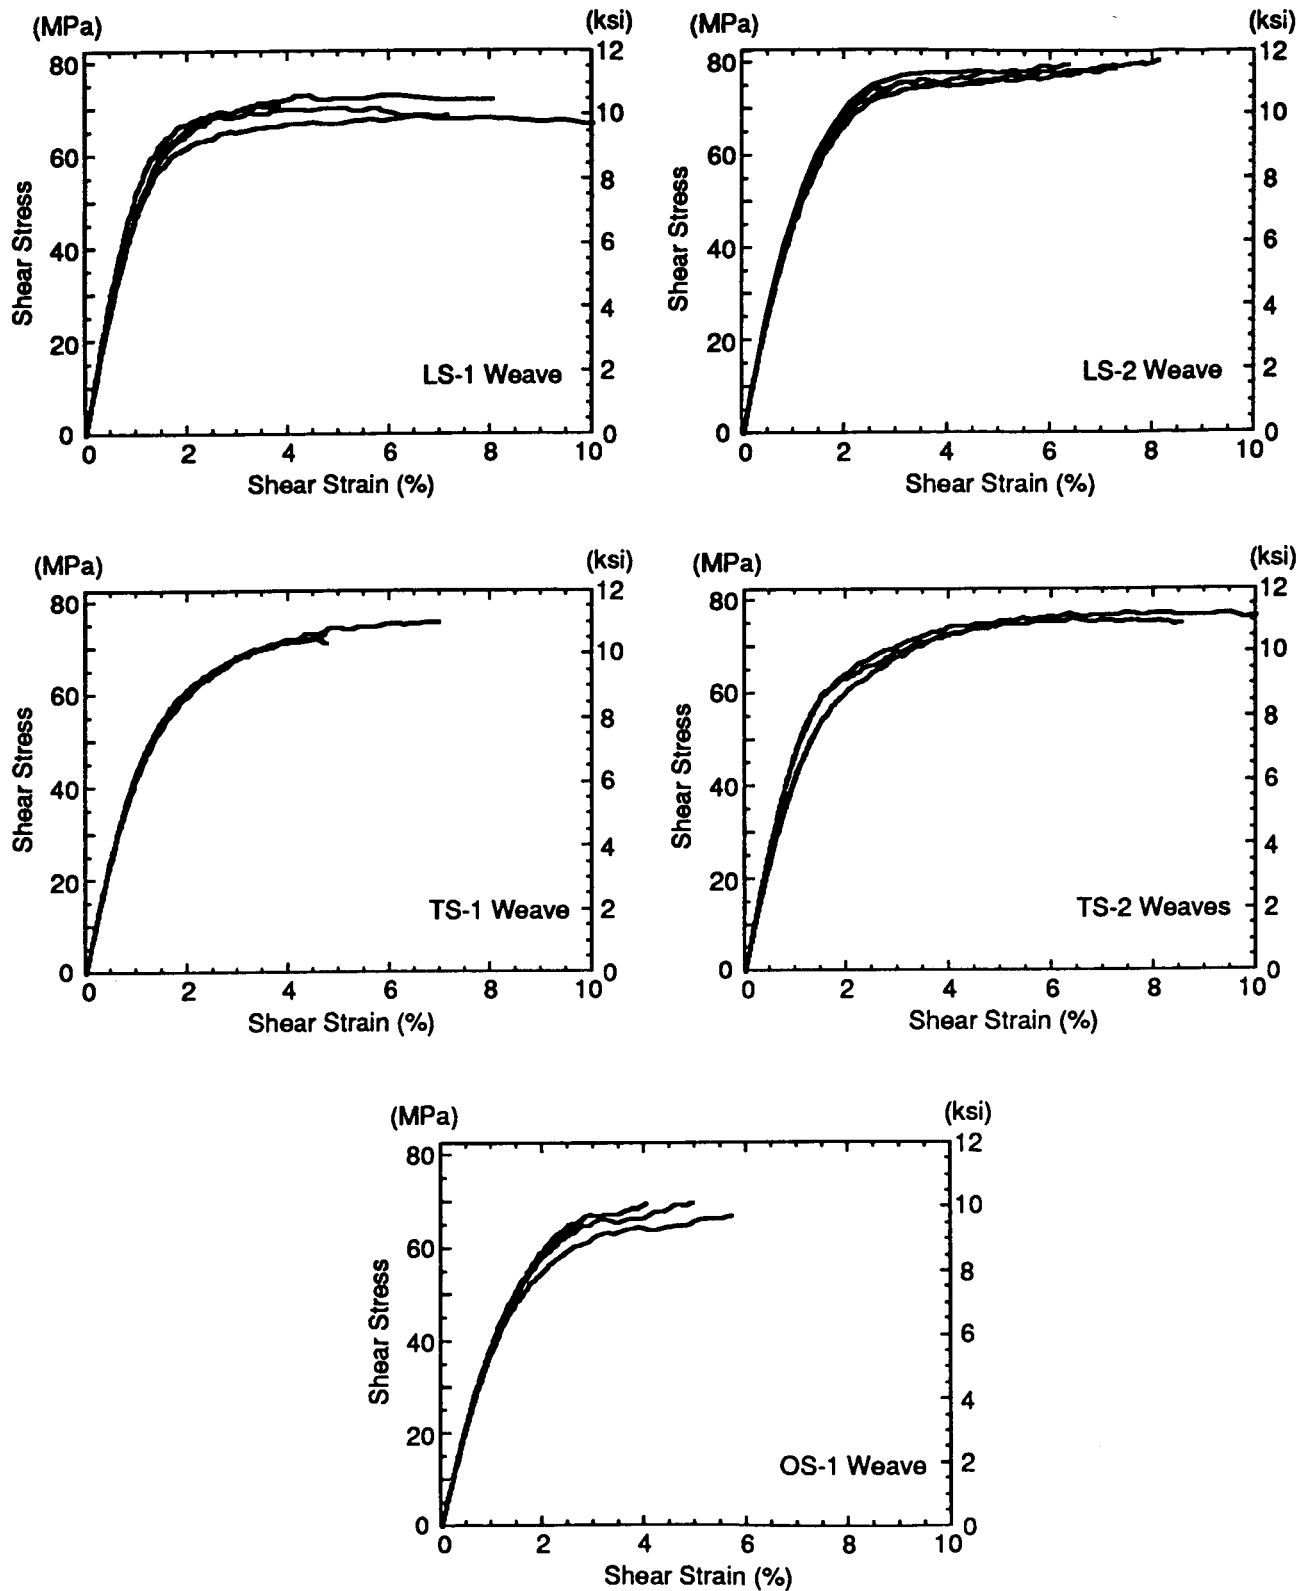 (MPa) (ksi)
80 12
60 10
40 8
20 6
0 4
2
0
Shear Stress
LS-1 Weave
0 2 4 6 8 10
Shear Strain (%)
(MPa) (ksi)
80 12
60 10
40 8
20 6
0 4
2
0
Shear Stress
LS-2 Weave
0 2 4 6 8 10
Shear Strain (%)
(MPa) (ksi)
80 12
60 10
40 8
20 6
0 4
2
0
Shear Stress
TS-1 Weave
0 2 4 6 8 10
Shear Strain (%)
(MPa) (ksi)
80 12
60 10
40 8
20 6
0 4
2
0
Shear Stress
TS-2 Weaves
0 2 4 6 8 10
Shear Strain (%)
(MPa) (ksi)
80 12
60 10
40 8
20 6
0 4
2
0
Shear Stress
OS-1 Weave
0 2 4 6 8 10
Shear Strain (%)